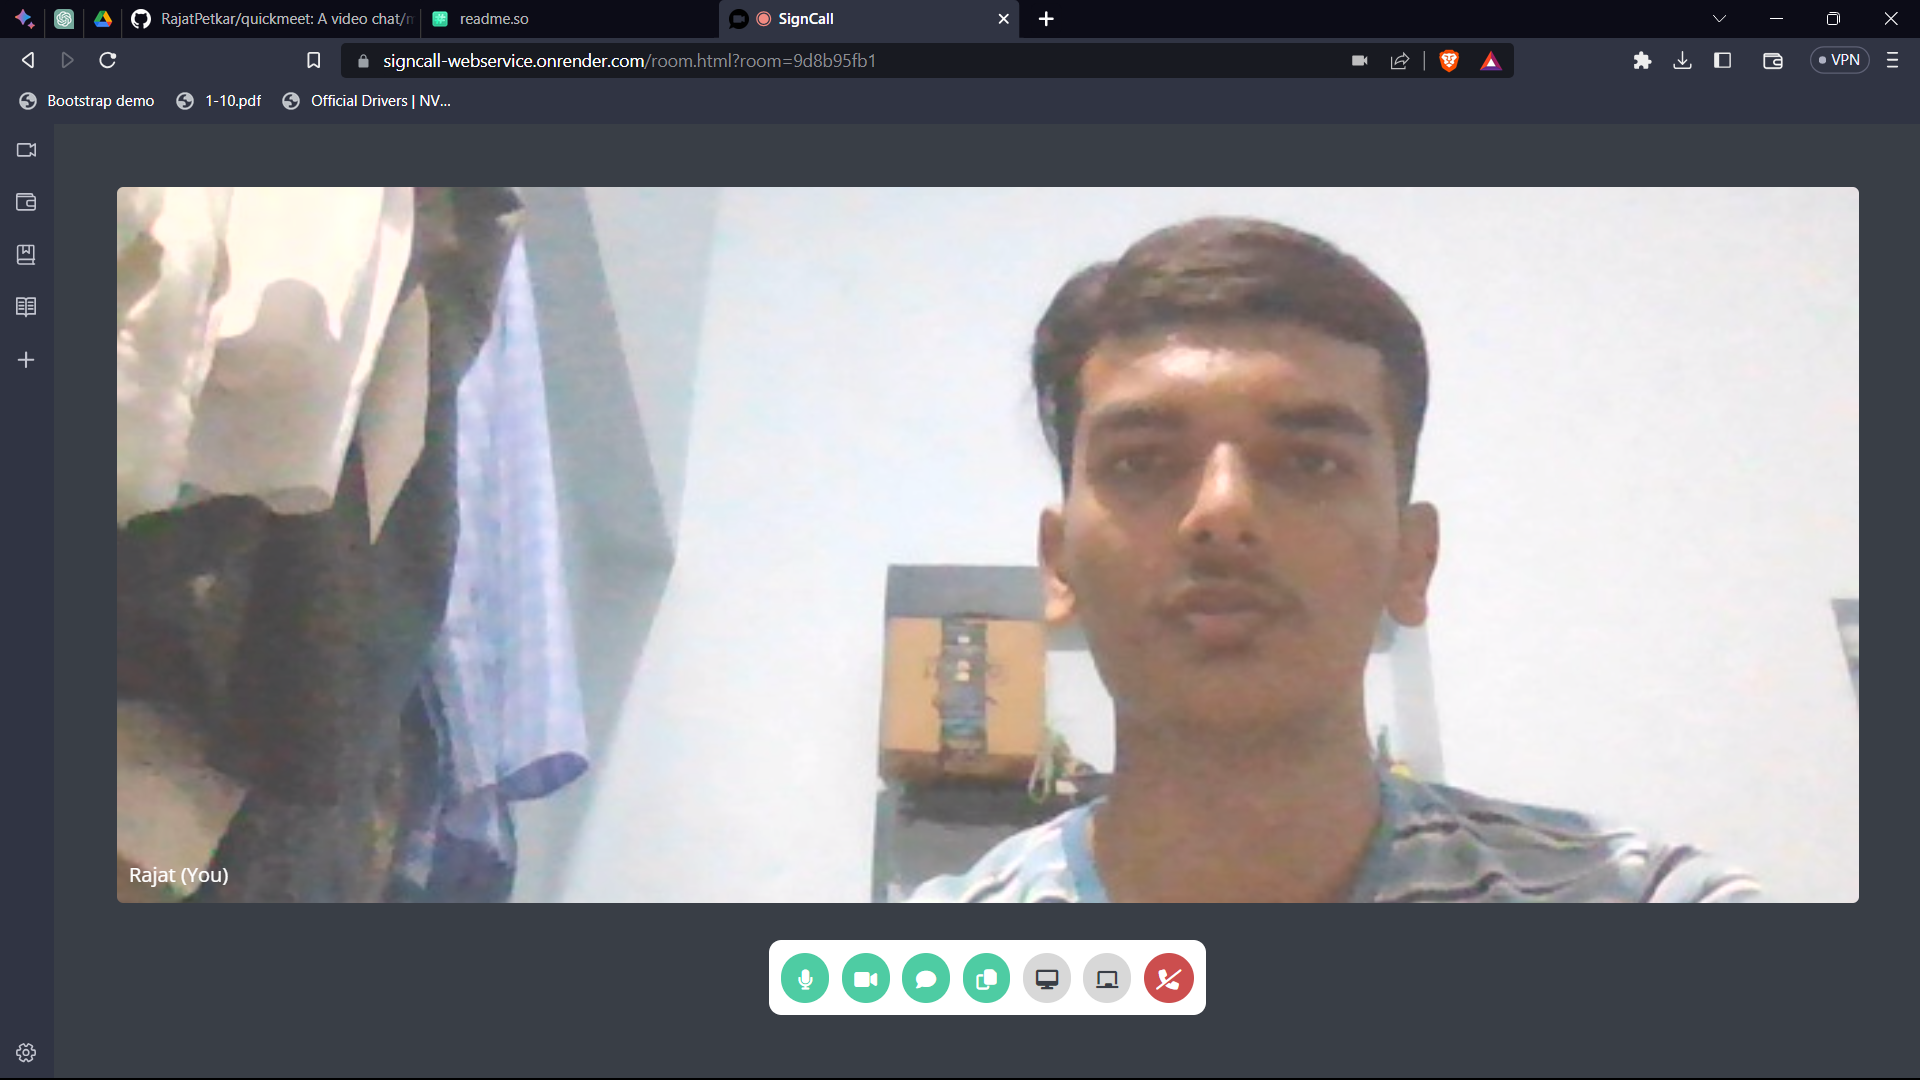 RajatPetkar/quickmeet: A video chat/m
readme.so
SignCall
signcall-webservice.onrender.com/room.html?room=9d8b95fb1
VPN
Bootstrap demo
1-10.pdf
Official Drivers | NV...
Rajat (You)